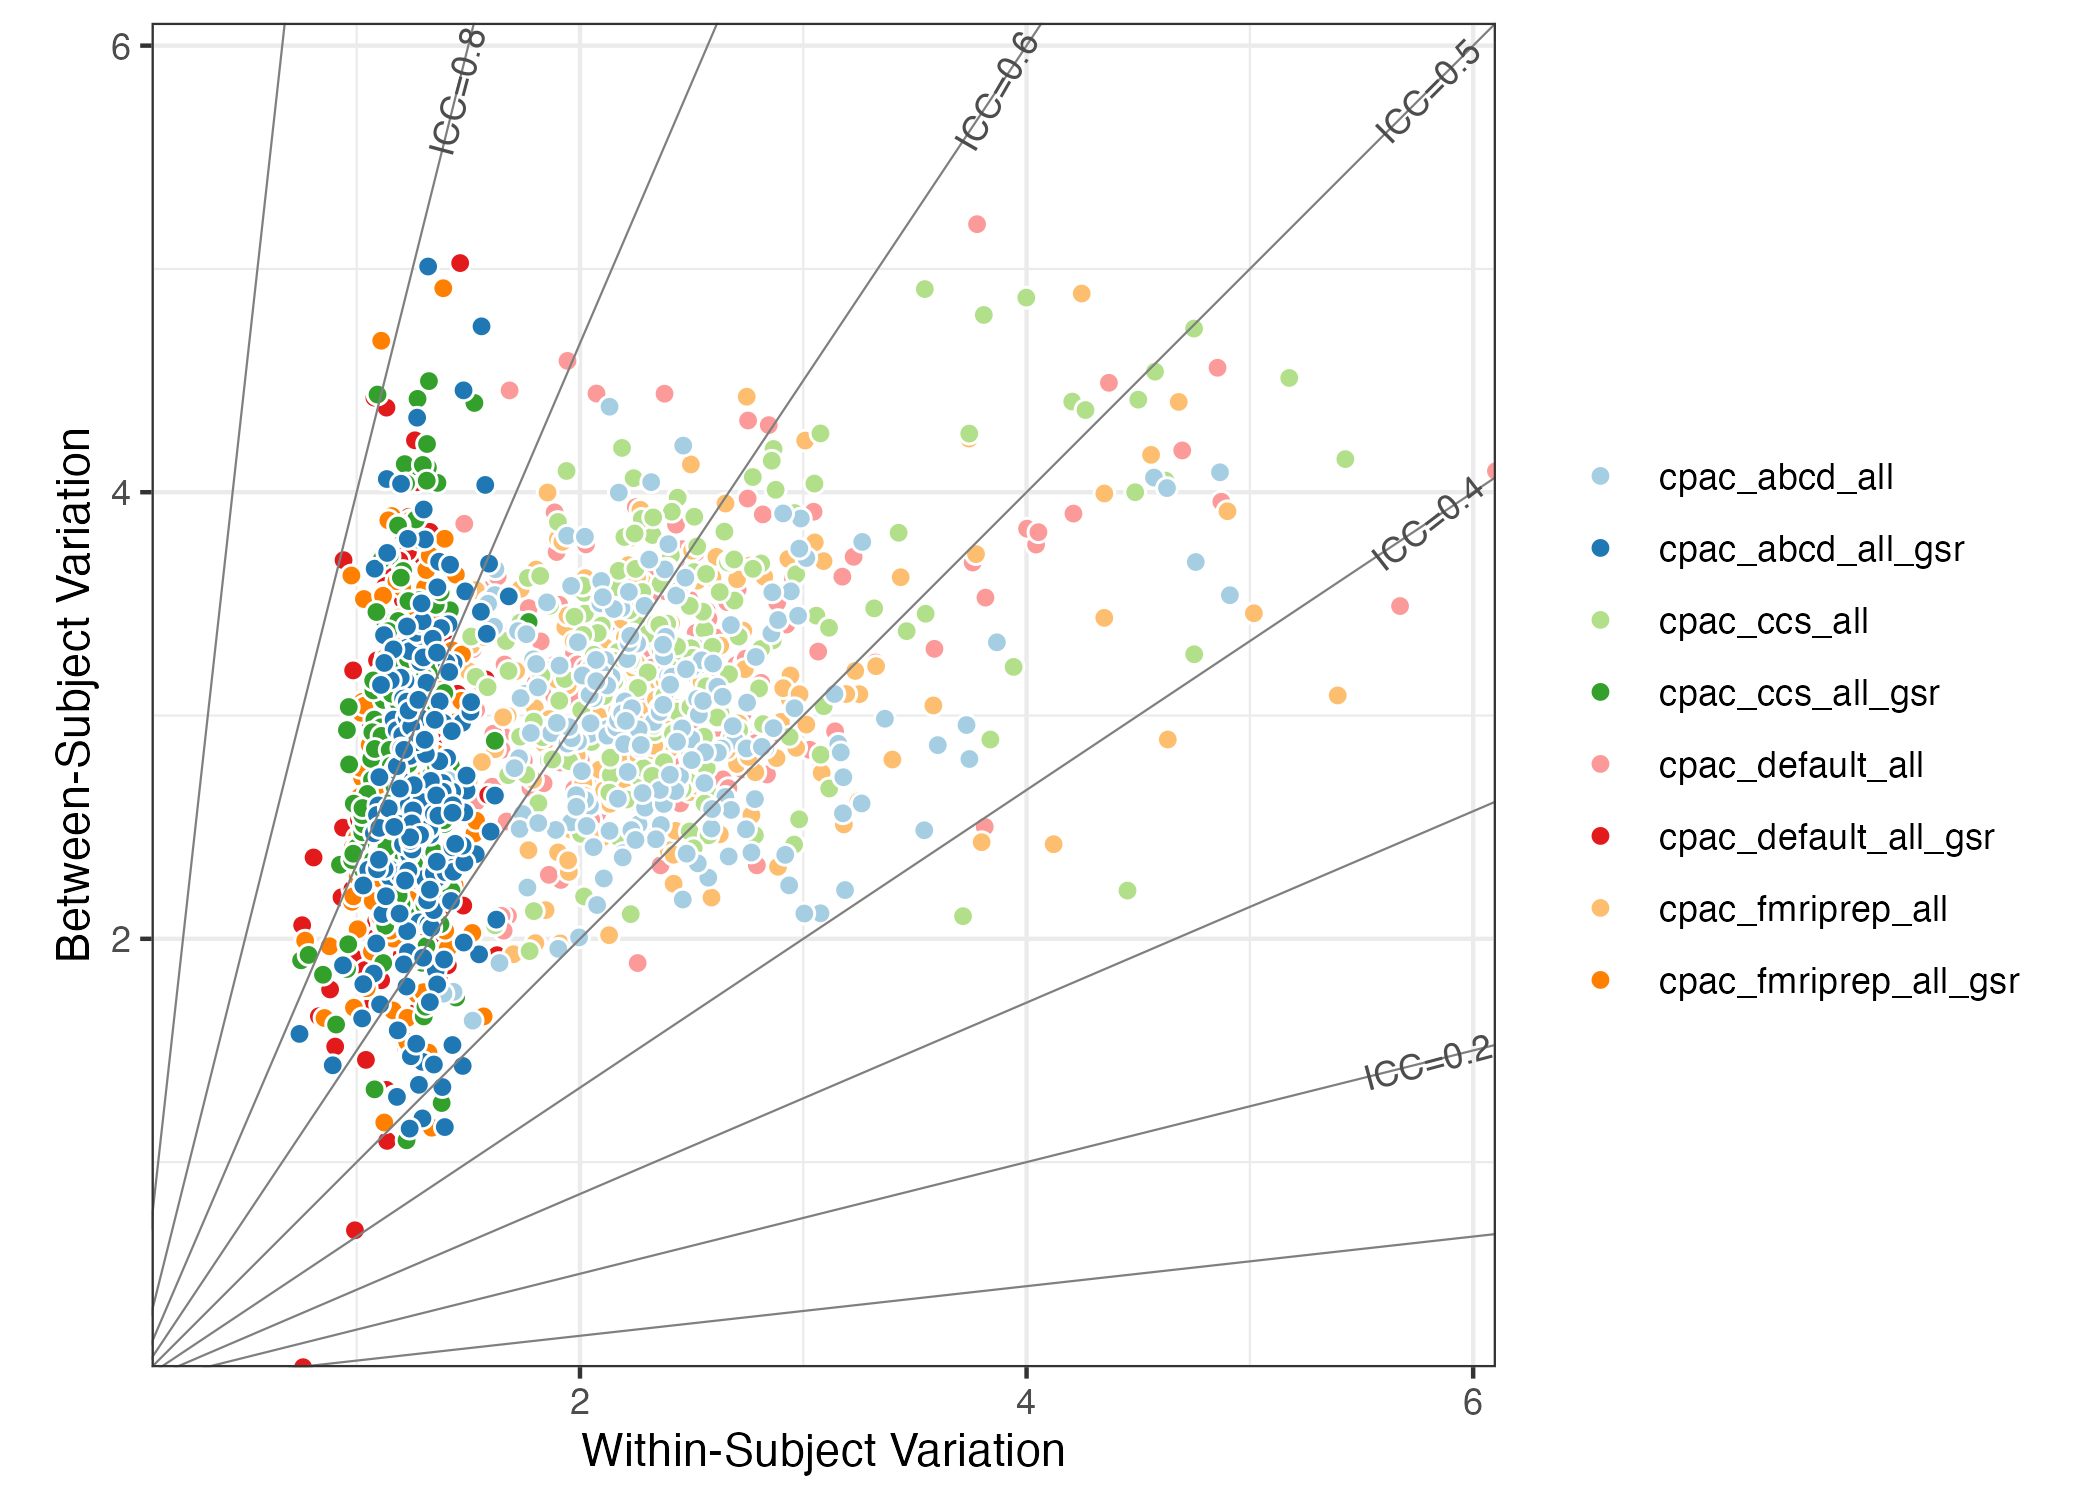 6
4
2
2
4
6
Between-Subject Variation
Within-Subject Variation
ICC=0.8
ICC=0.6
ICC=0.5
ICC=0.4
ICC=0.2
cpac_abcd_all
cpac_abcd_all_gsr
cpac_ccs_all
cpac_ccs_all_gsr
cpac_default_all
cpac_default_all_gsr
cpac_fmriprep_all
cpac_fmriprep_all_gsr